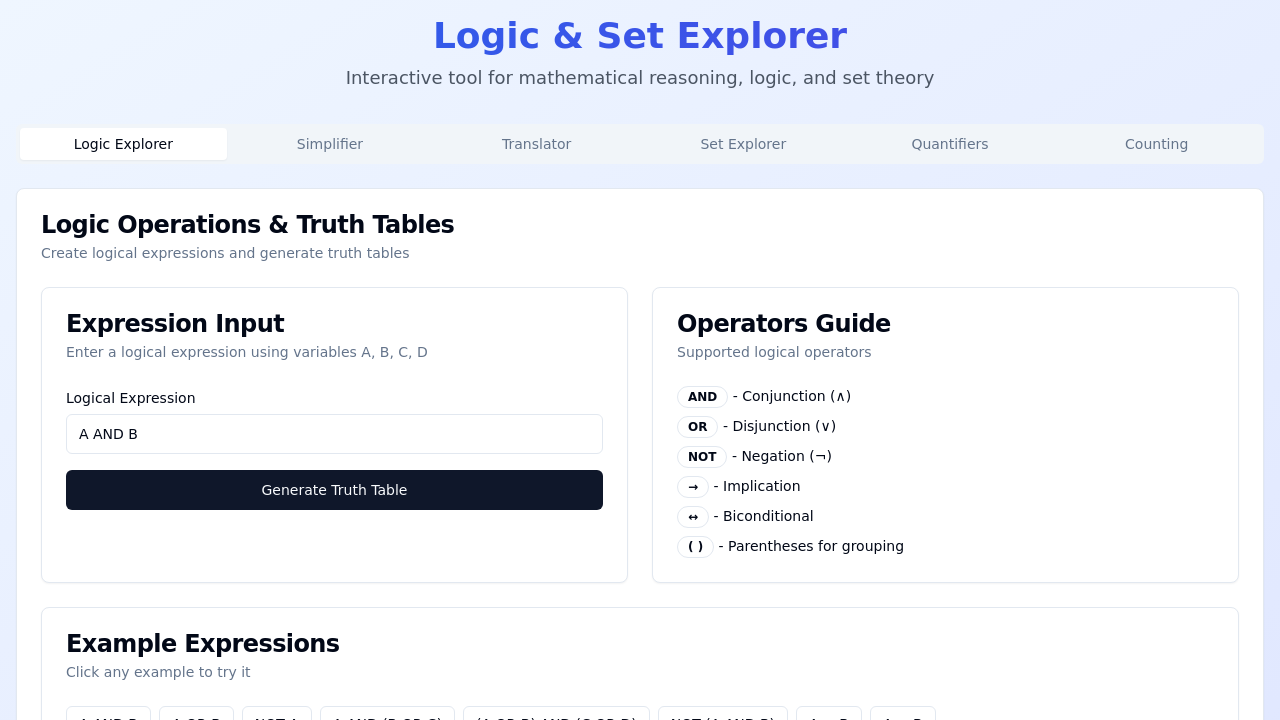 Logic & Set Explorer
Interactive tool for mathematical reasoning, logic, and set theory
Logic Explorer
Simplifier
Translator
Set Explorer
Quantifiers
Counting
Logic Operations & Truth Tables
Create logical expressions and generate truth tables
Expression Input
Enter a logical expression using variables A, B, C, D
Logical Expression
A AND B
Generate Truth Table
Operators Guide
Supported logical operators
AND - Conjunction (∧)
OR - Disjunction (∨)
NOT - Negation (¬)
→ - Implication
↔ - Biconditional
( ) - Parentheses for grouping
Example Expressions
Click any example to try it